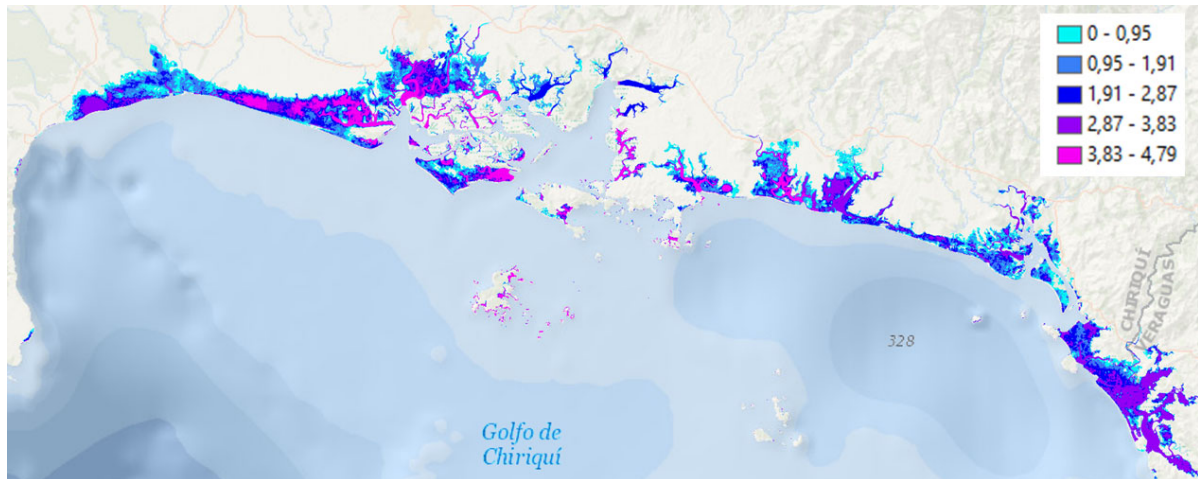 0 - 0,95
0,95 - 1,91
1,91 - 2,87
2,87 - 3,83
3,83 - 4,79
CHIRIQUÍ
VERAGUAS
328
Golfo de
Chiriquí